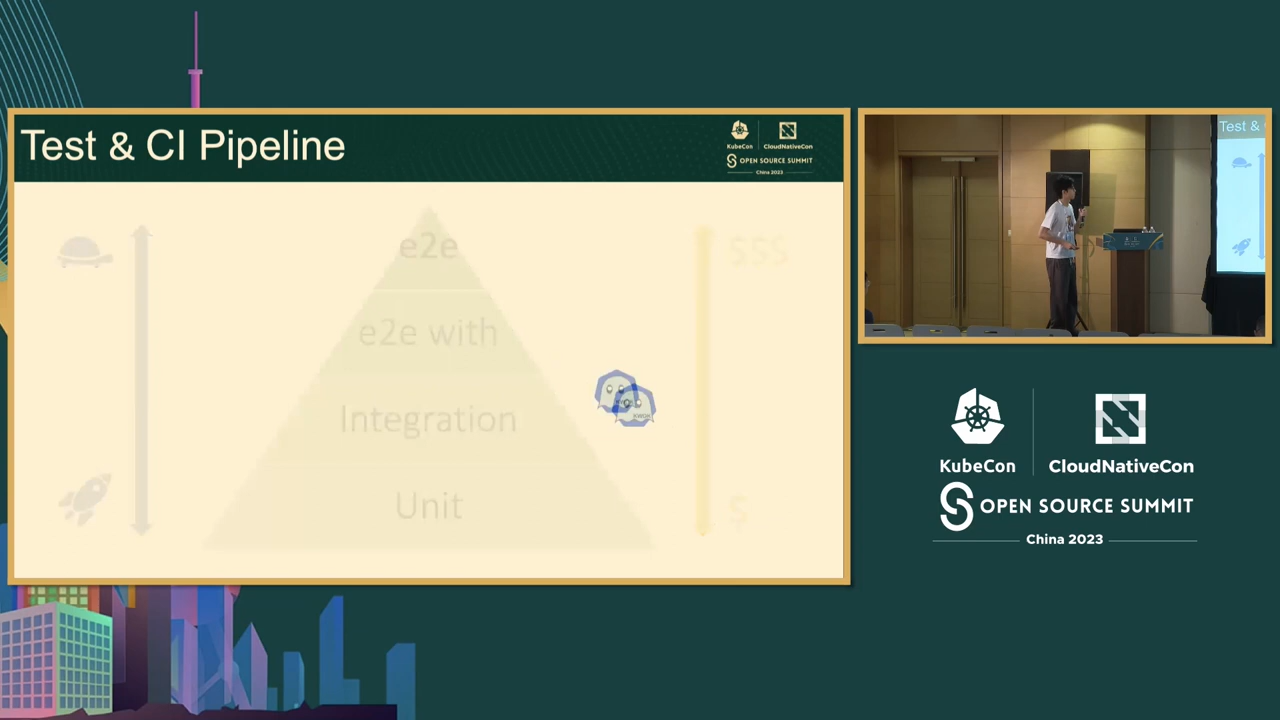 Test & CI Pipeline
KubeCon
CloudNativeCon
OPEN SOURCE SUMMIT
China 2023
e2e
$$$
e2e with
Integration
Unit
$
Test &
KubeCon
CloudNativeCon
OPEN SOURCE SUMMIT
China 2023